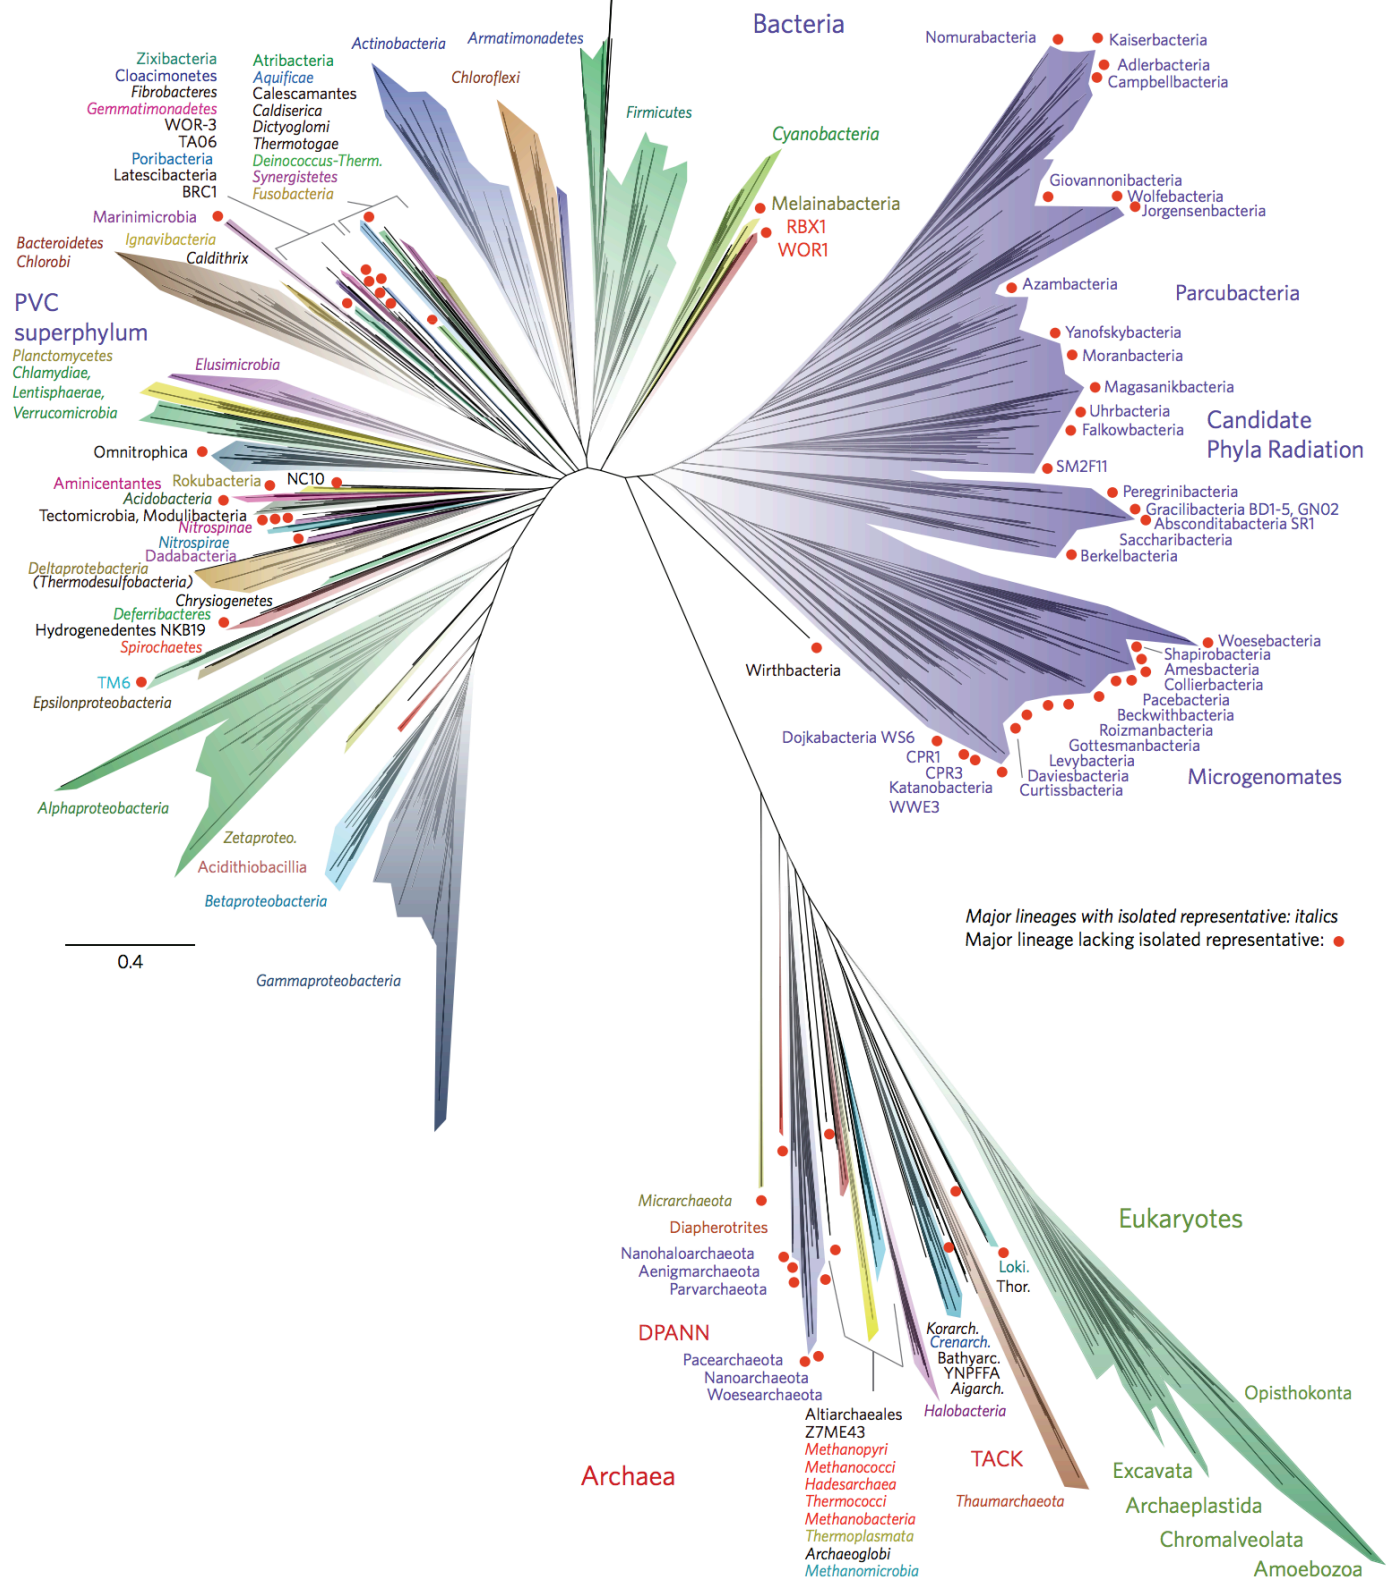 Bacteria
Zixibacteria
Cloacimonetes
Fibrobacteres
Gemmatimonadetes
WOR-3
TA06
Poribacteria
Latescibacteria
BRC1
Atribacteria
Aquificae
Calescamantes
Caldiserica
Dictyoglomi
Thermotogae
Deinococcus-Therm.
Synergistetes
Fusobacteria
Actinobacteria
Armatimonadetes
Chloroflexi
Firmicutes
Cyanobacteria
Melainabacteria
RBX1
WOR1
Nomurabacteria
Kaiserbacteria
Adlerbacteria
Campbellbacteria
Giovannonibacteria
Wolfebacteria
Jorgensenbacteria
Azambacteria
Parcubacteria
Yanofskybacteria
Moranbacteria
Magasanikbacteria
Uhrbacteria
Falkowbacteria
Candidate
Phyla Radiation
SM2F11
Peregrinibacteria
Gracilibacteria BD1-5, GN02
Absconditabacteria SR1
Saccharibacteria
Berkelbacteria
Marinimicrobia
Bacteroidetes
Chlorobi
Ignavibacteria
Caldithrix
PVC
superphylum
Planctomycetes
Chlamydiae,
Lentisphaerae,
Verrucomicrobia
Elusimicrobia
Omnitrophica
Aminicentantes
Rokubacteria
NC10
Acidobacteria
Tectomicrobia, Modulibacteria
Nitrospinae
Nitrospirae
Dadabacteria
Deltaprotebacteria
(Thermodesulfobacteria)
Chrysiogenetes
Deferribacteres
Hydrogenedentes NKB19
Spirochaetes
TM6
Epsilonproteobacteria
Alphaproteobacteria
Zetaproteo.
Acidithiobacillia
Betaproteobacteria
Gammaproteobacteria
0.4
Wirthbacteria
Woesebacteria
Shapirobacteria
Amesbacteria
Collierbacteria
Pacebacteria
Beckwithbacteria
Roizmanbacteria
Gottesmanbacteria
Levybacteria
Daviesbacteria
Curtissbacteria
Microgenomates
Dojkabacteria WS6
CPR1
CPR3
Katanobacteria
WWE3
Major lineages with isolated representative: italics
Major lineage lacking isolated representative:
Micrarchaeota
Diapherotrites
Nanohaloarchaeota
Aenigmarchaeota
Parvarchaeota
DPANN
Pacearchaeota
Nanoarchaeota
Woesearchaeota
Archaea
Altiarchaeales
Z7ME43
Methanopyri
Methanococci
Hadesarchaea
Thermococci
Methanobacteria
Thermoplasmata
Archaeoglobi
Methanomicrobia
Halobacteria
Korarch.
Crenarch.
Bathyarc.
YNPFFA
Aigarch.
TACK
Thaumarchaeota
Loki.
Thor.
Eukaryotes
Opisthokonta
Excavata
Archaeplastida
Chromalveolata
Amoebozoa